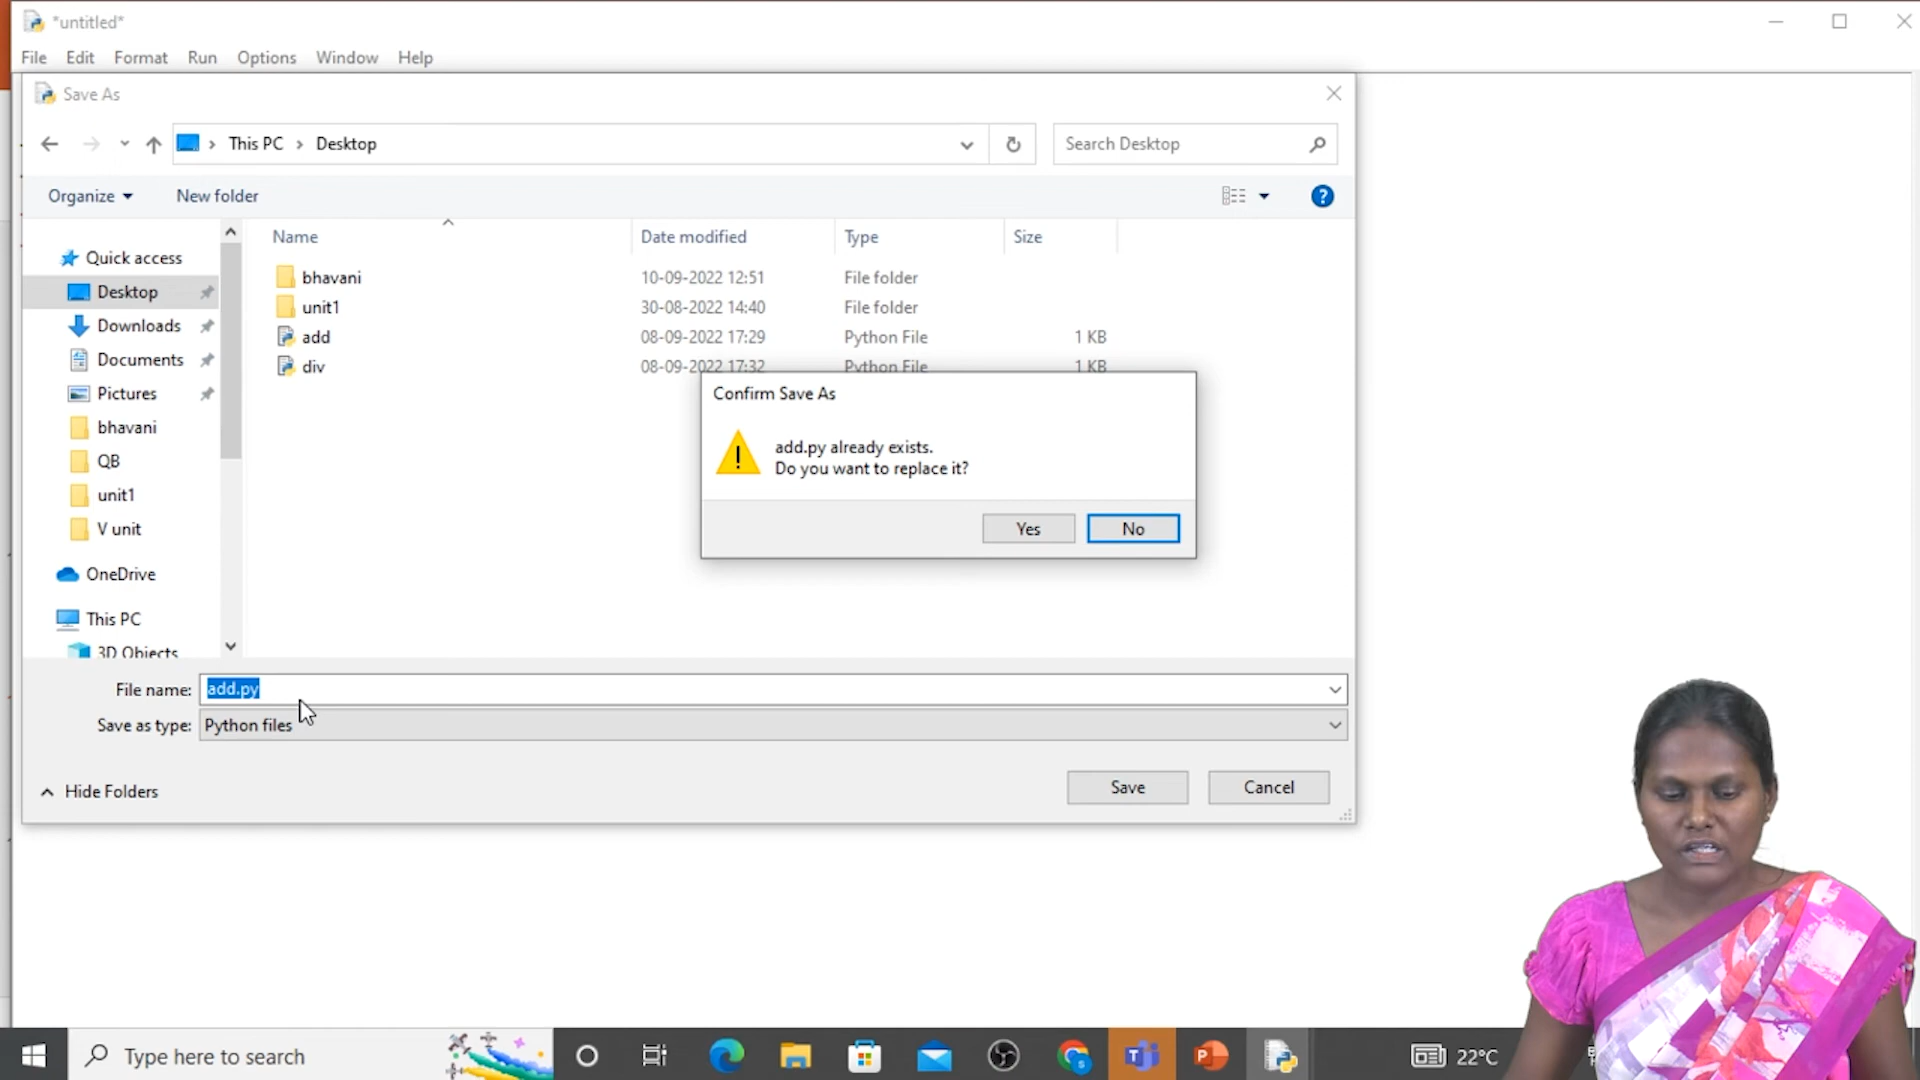 *untitled*
File Edit Format Run Options Window Help
Save As
This PC Desktop
Search Desktop
Organize New folder
Name Date modified Type Size
Quick access
Desktop
Downloads
Documents
Pictures
bhavani
QB
unit1
V unit
OneDrive
This PC
3D Objects
bhavani 10-09-2022 12:51 File folder
unit1 30-08-2022 14:40 File folder
add 08-09-2022 17:29 Python File 1 KB
div 08-09-2022 17:32 Python File 1 KB
Confirm Save As
add.py already exists.
Do you want to replace it?
Yes No
File name: add.py
Save as type: Python files
Hide Folders
Save Cancel
Type here to search
22°C